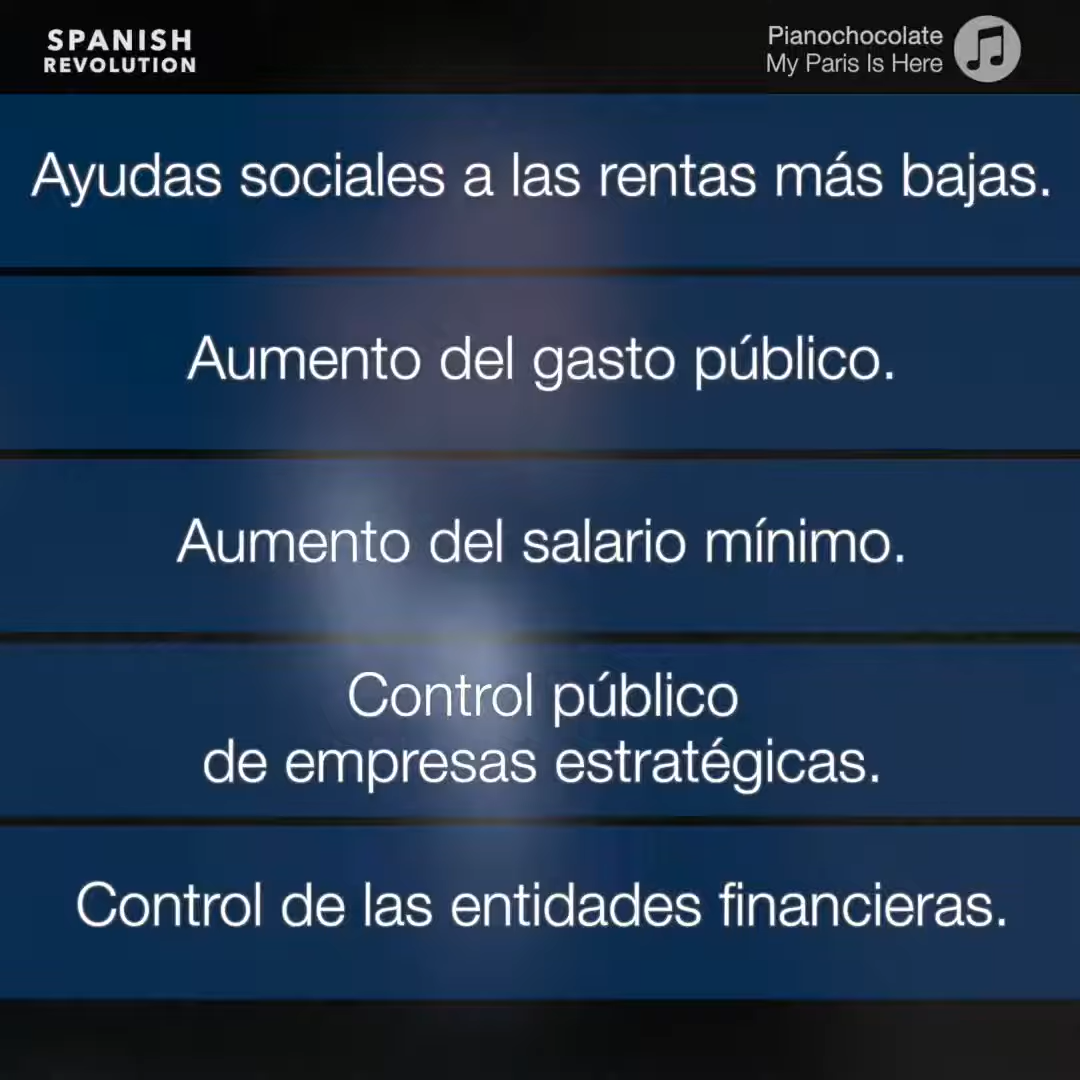 SPANISH
REVOLUTION
Pianochocolate
My Paris Is Here
Ayudas sociales a las rentas más bajas.
Aumento del gasto público.
Aumento del salario mínimo.
Control público
de empresas estratégicas.
Control de las entidades financieras.